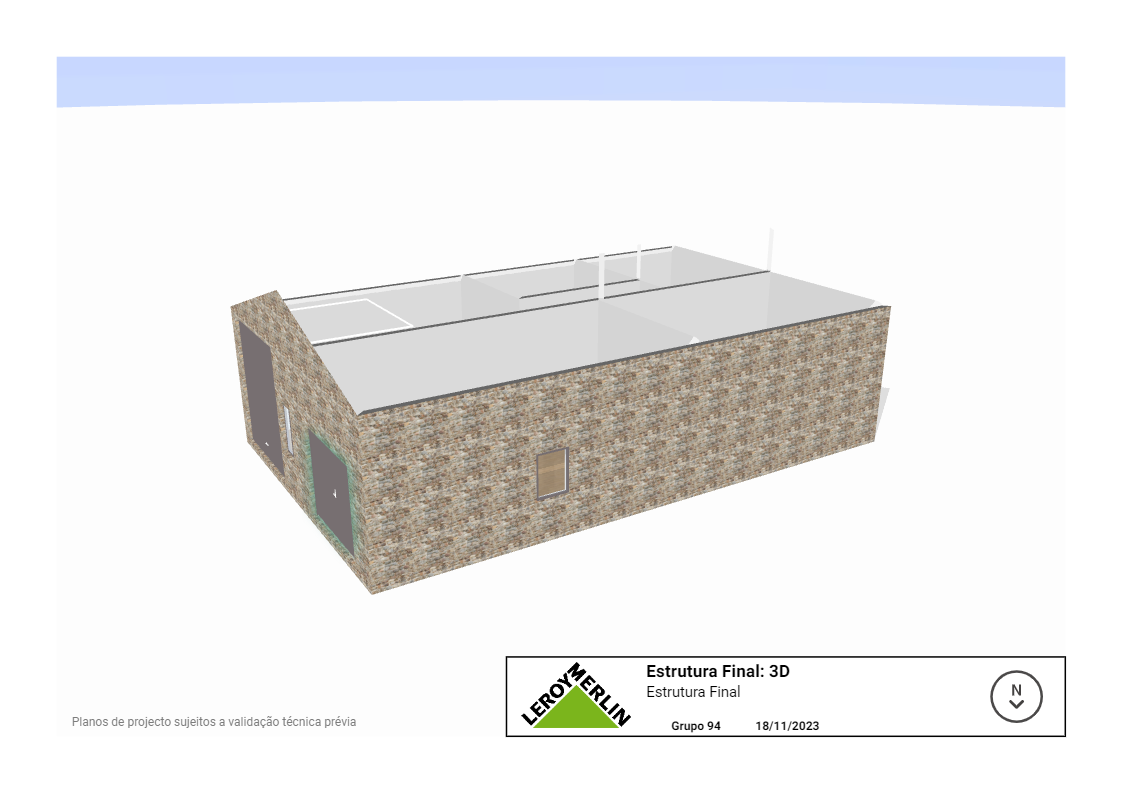 LEROY MERLIN
Estrutura Final: 3D
Estrutura Final
N
Grupo 94 18/11/2023
Planos de projecto sujeitos a validação técnica prévia